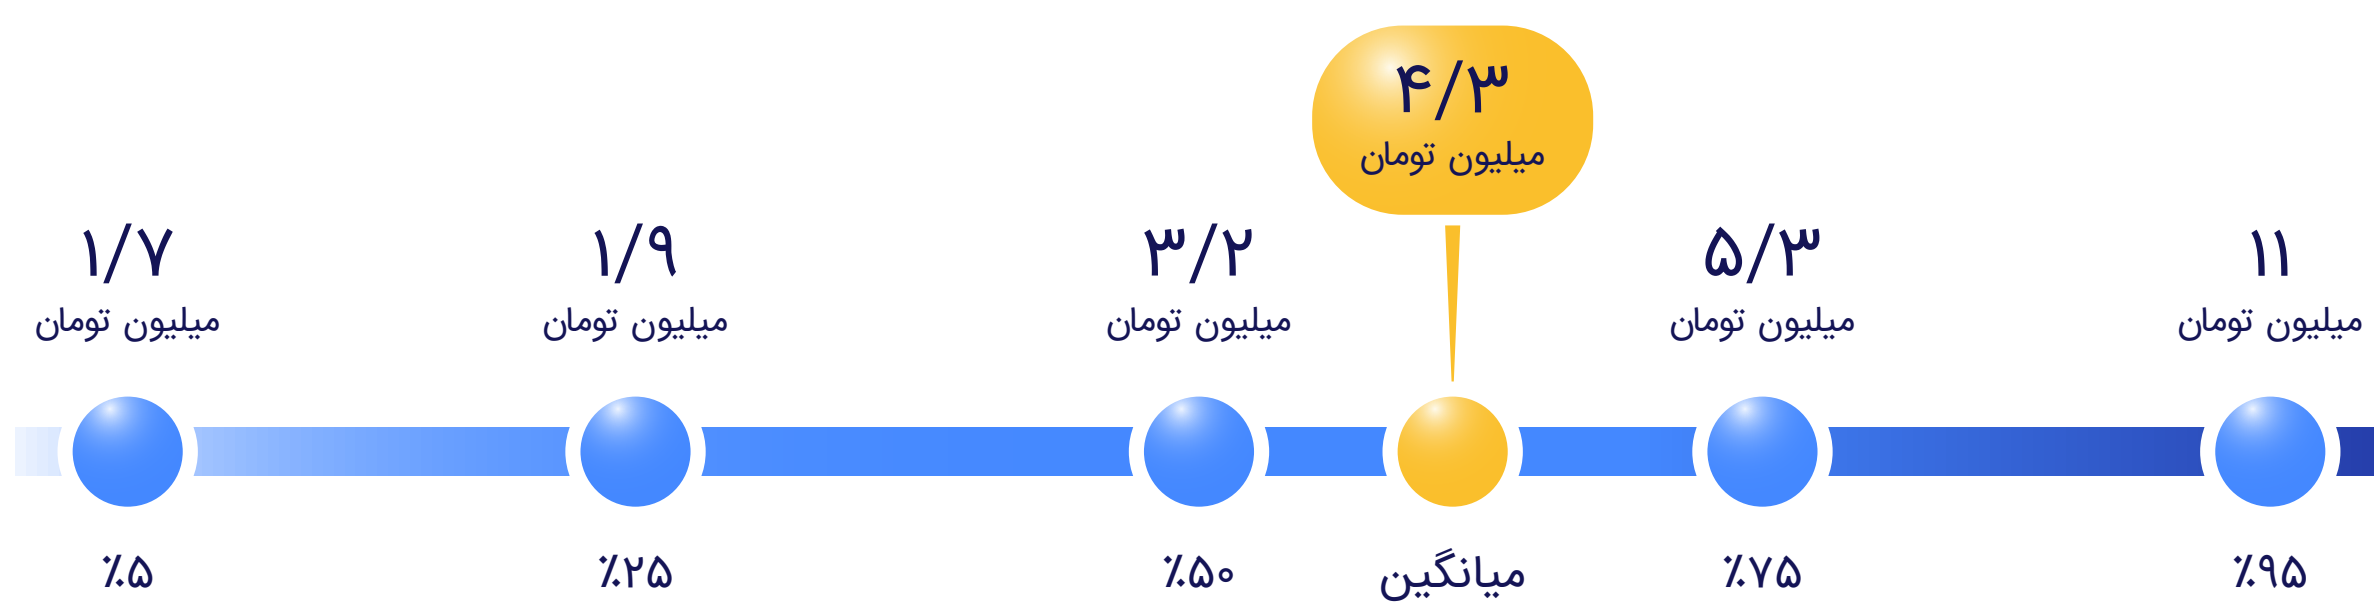 ۴/۳
میلیون تومان
۱/۷
میلیون تومان
۱/۹
میلیون تومان
۳/۲
میلیون تومان
۵/۳
میلیون تومان
۱۱
میلیون تومان
٪۵
٪۲۵
٪۵۰
میانگین
٪۷۵
٪۹۵